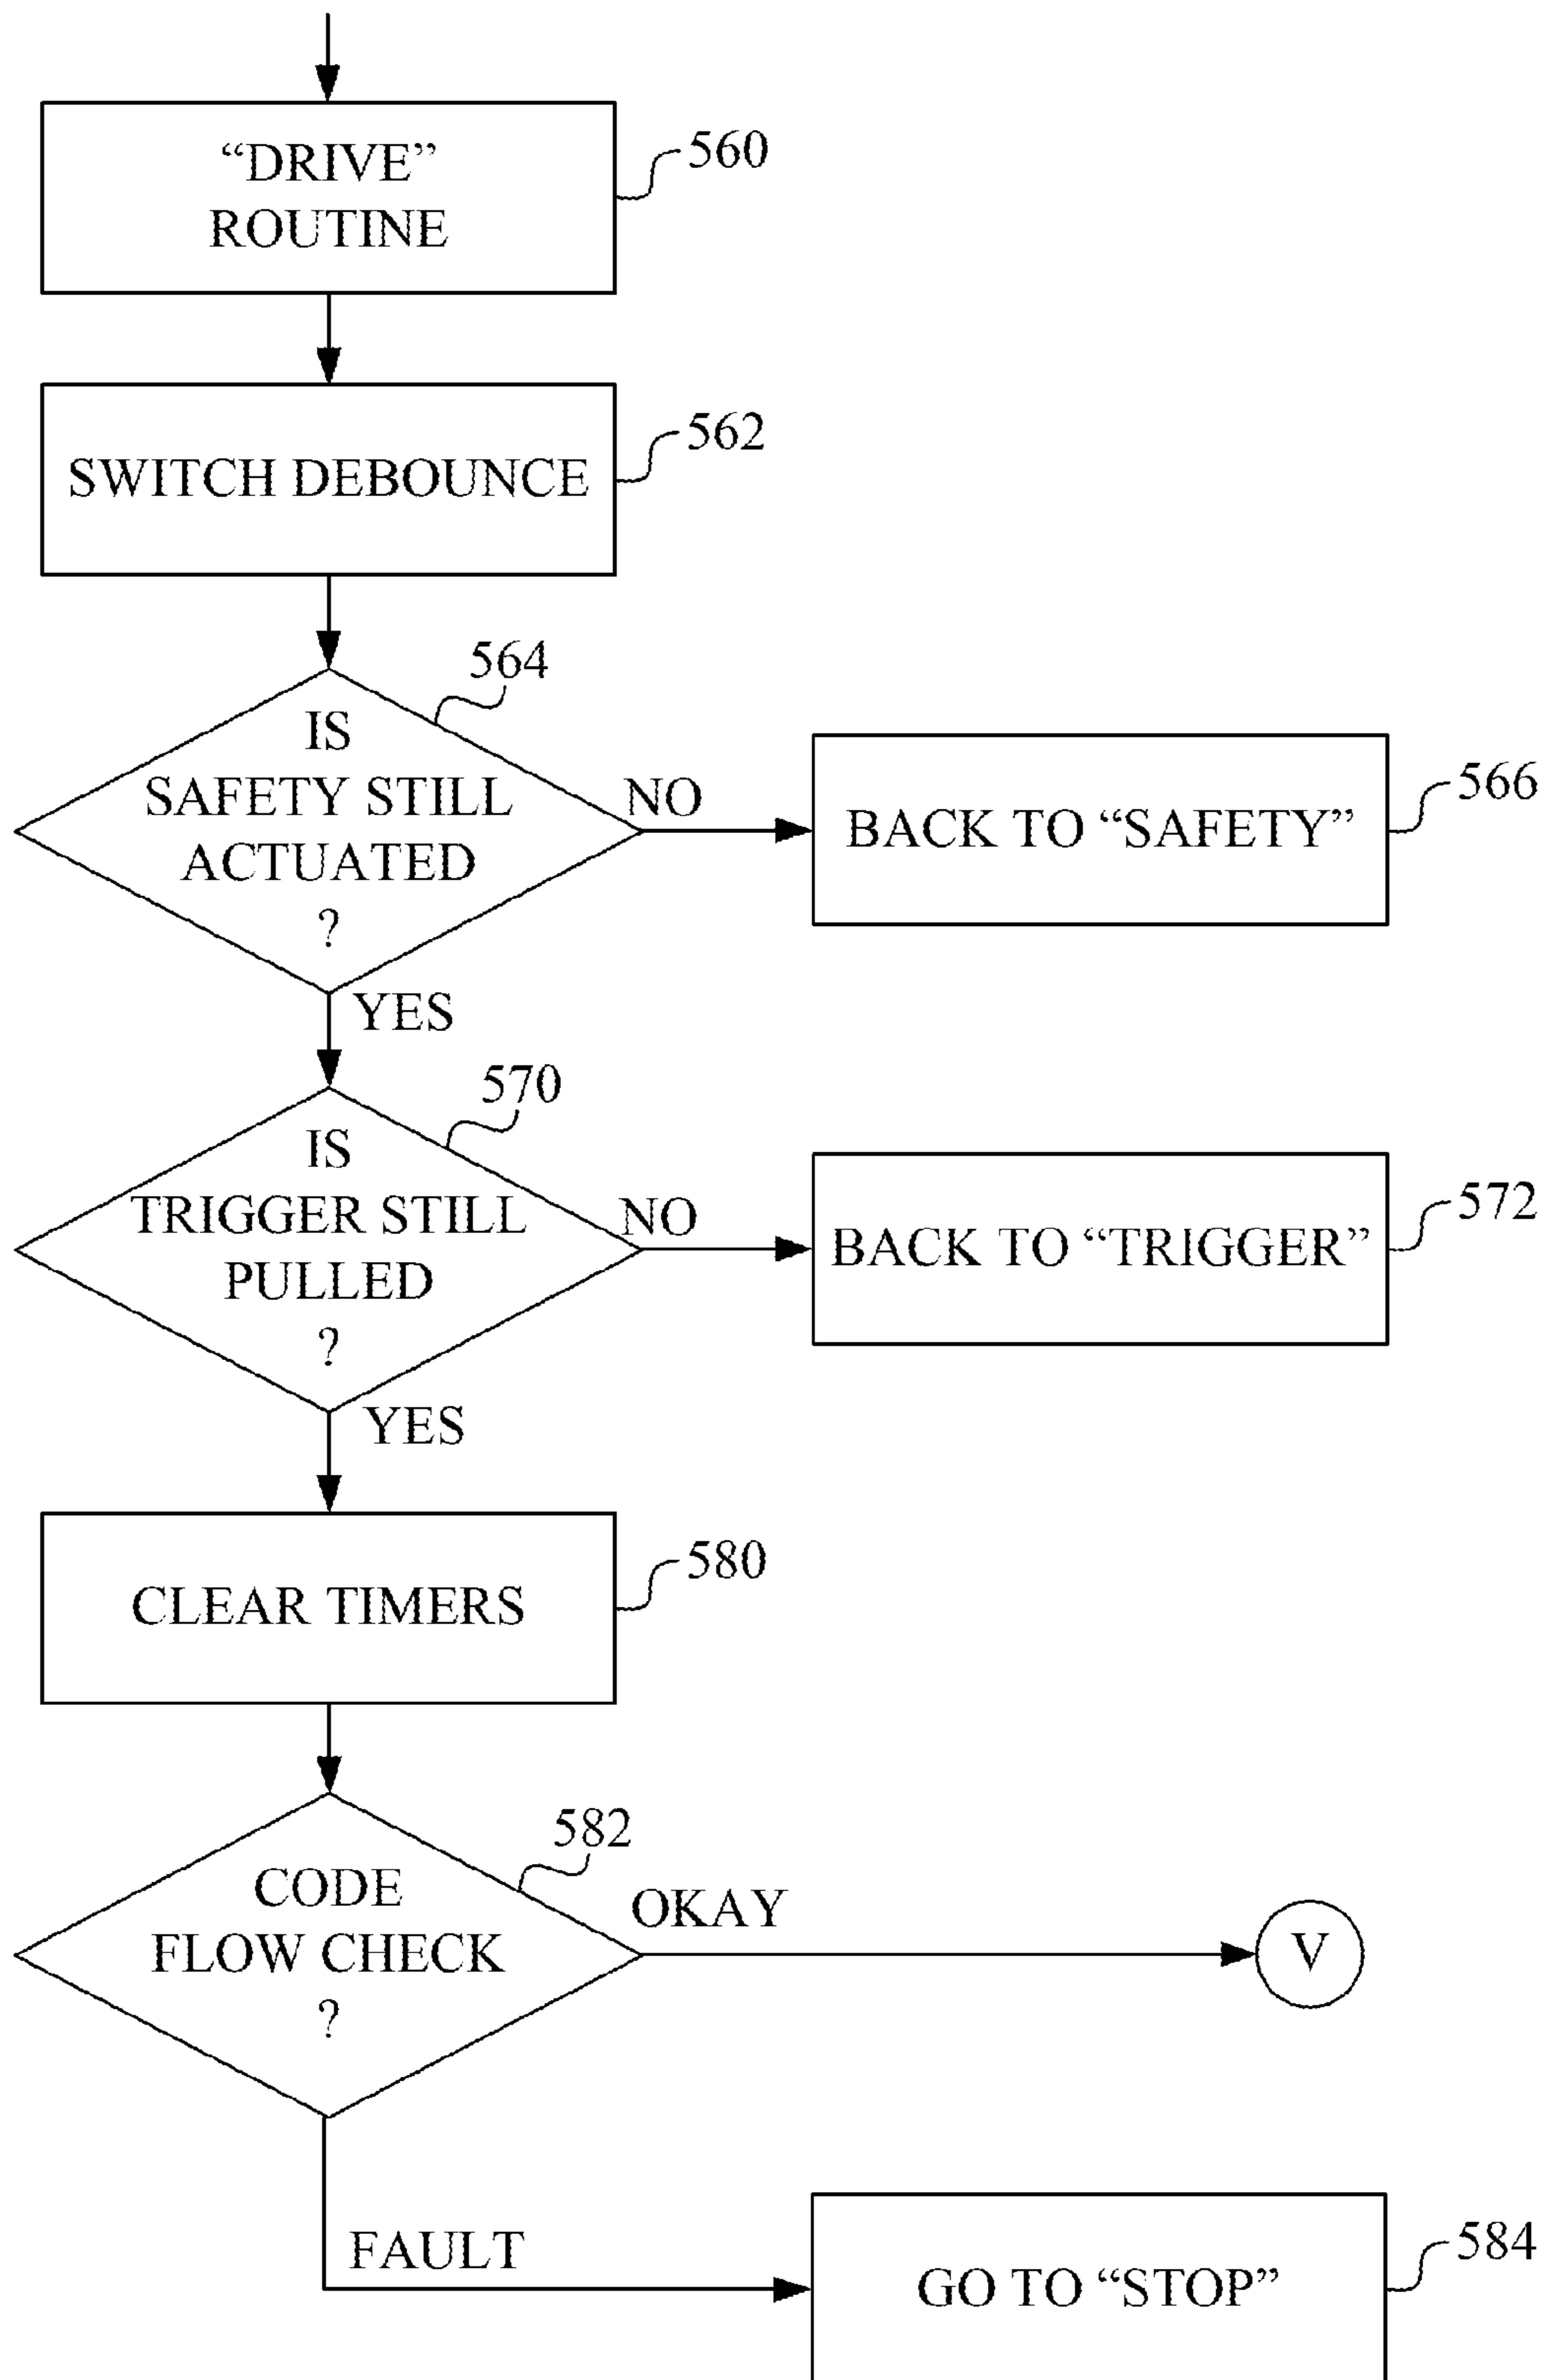 “DRIVE”
ROUTINE
560
SWITCH DEBOUNCE
562
564
IS
SAFETY STILL
ACTUATED
?
NO
BACK TO “SAFETY”
566
YES
570
IS
TRIGGER STILL
PULLED
?
NO
BACK TO “TRIGGER”
572
YES
CLEAR TIMERS
580
582
CODE
FLOW CHECK
?
OKAY
V
FAULT
GO TO “STOP”
584